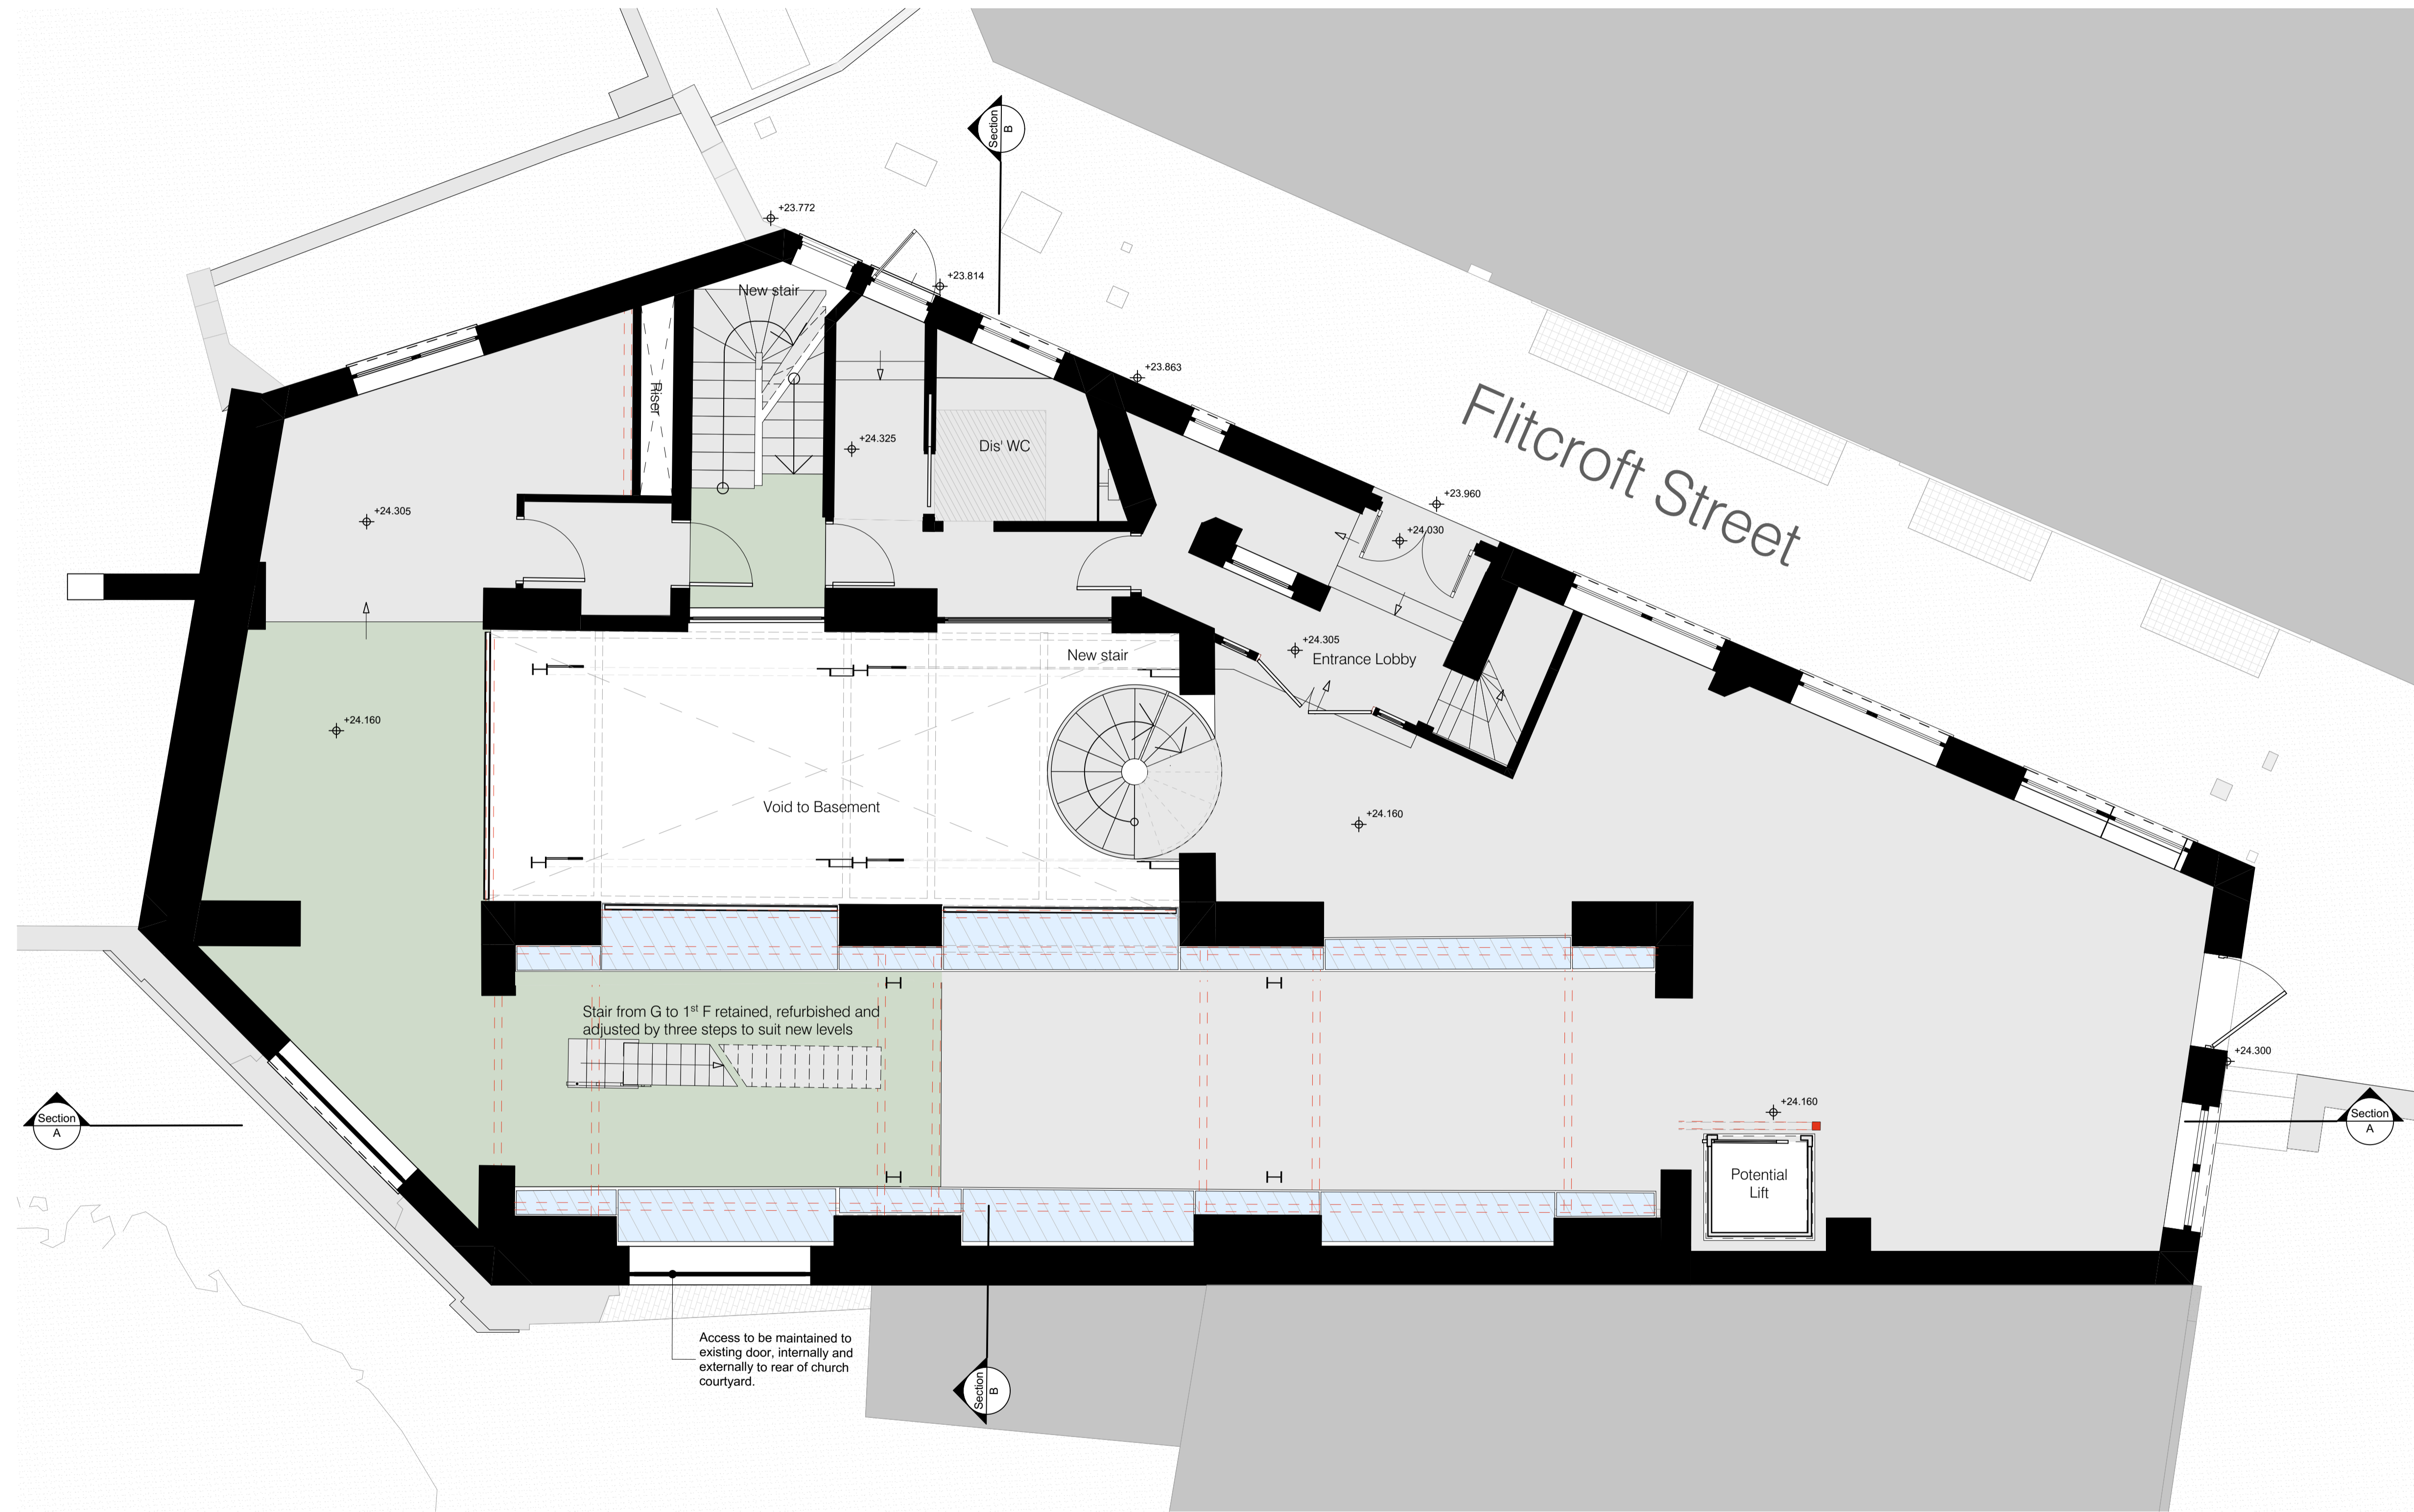 Section
B
+23.772
New stair
+23.814
+23.863
Riser
Dis' WC
+24.325
Flitcroft Street
+24.305
+23.960
+24.030
+24.305
Entrance Lobby
New stair
+24.160
Void to Basement
+24.160
Stair from G to 1st F retained, refurbished and
adjusted by three steps to suit new levels
+24.300
+24.160
Section
A
Section
A
Potential
Lift
Access to be maintained to
existing door, internally and
externally to rear of church
courtyard.
Section
B